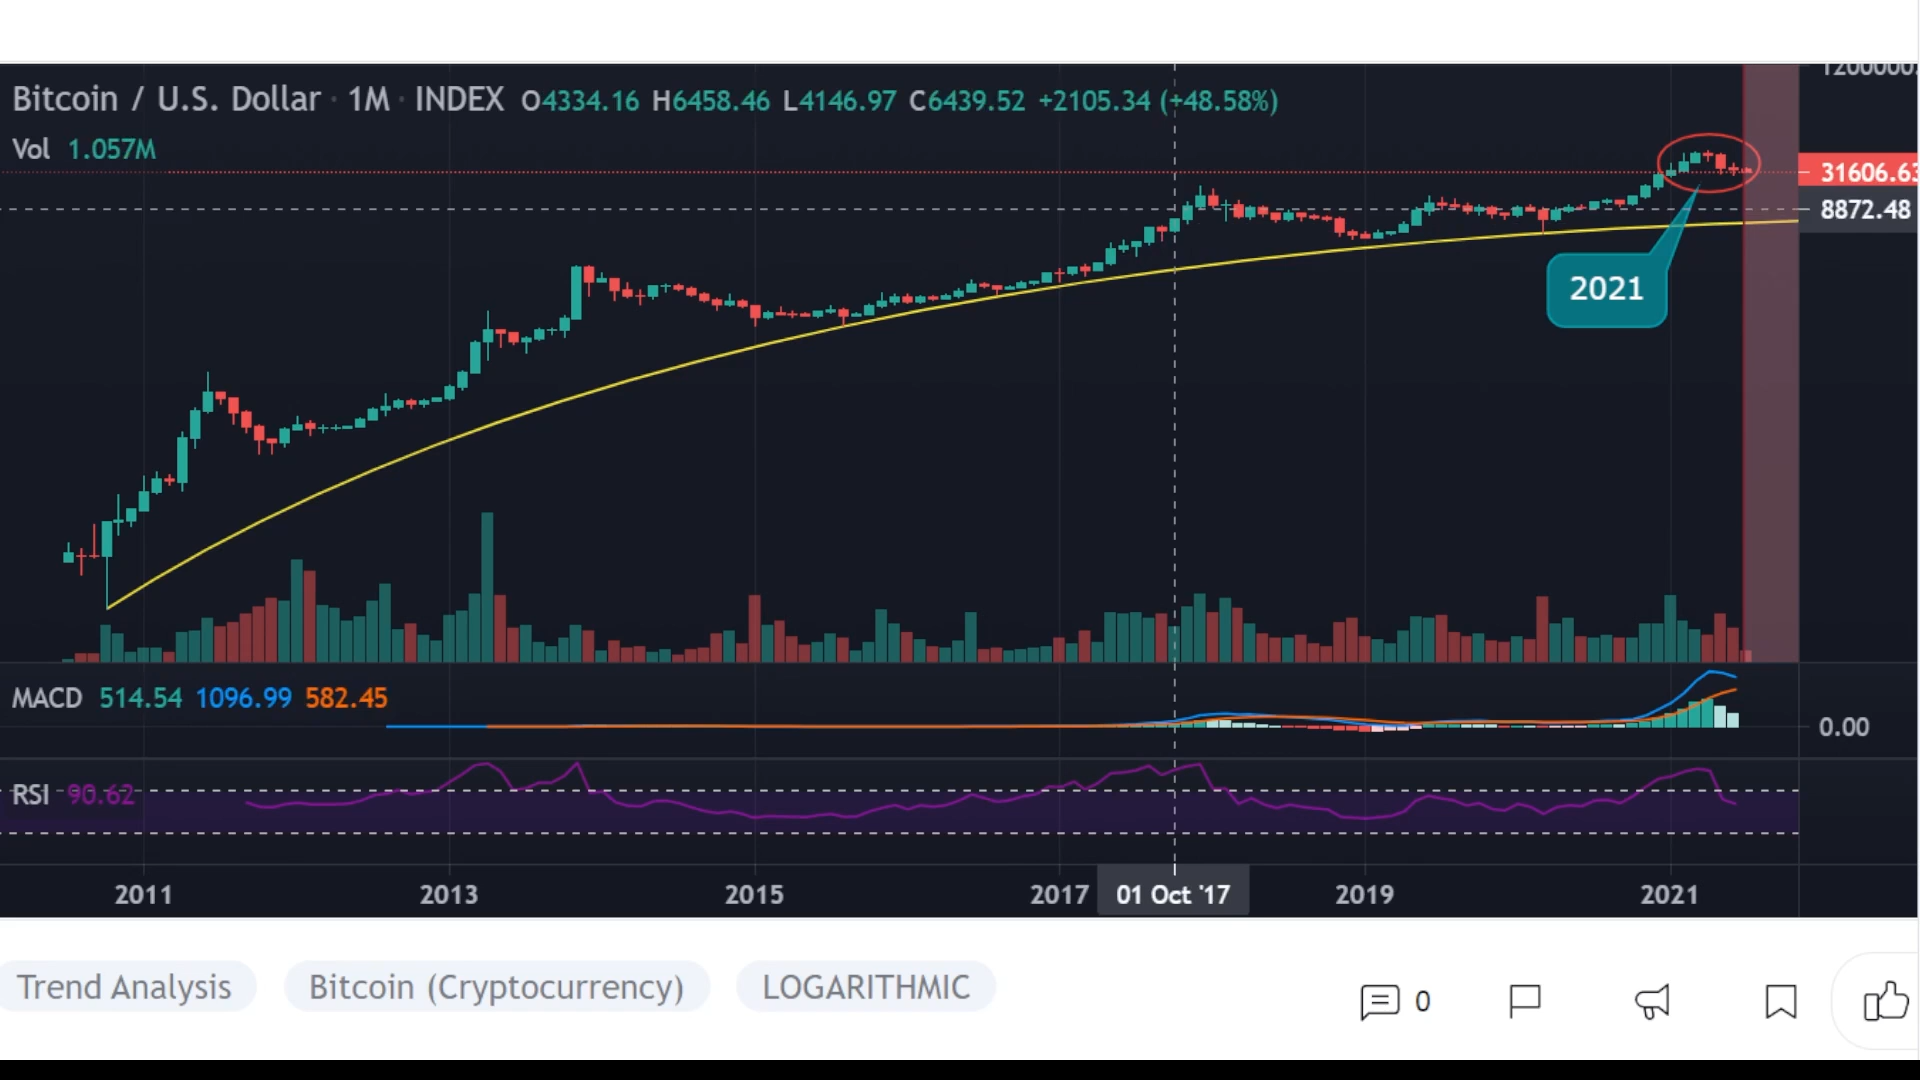 1200000.
Bitcoin / U.S. Dollar · 1M · INDEX O4334.16 H6458.46 L4146.97 C6439.52 +2105.34 (+48.58%)
Vol 1.057M
31606.63
8872.48
2021
MACD 514.54 1096.99 582.45
0.00
RSI 90.62
2011 2013 2015 2017 01 Oct '17 2019 2021
Trend Analysis Bitcoin (Cryptocurrency) LOGARITHMIC 0